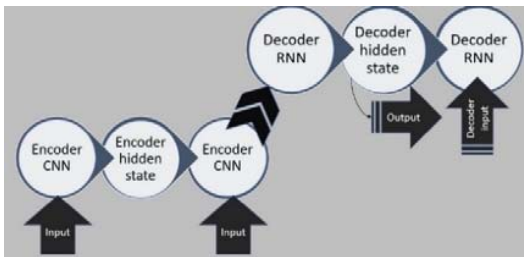 Decoder
RNN
Decoder
hidden
state
Decoder
RNN
Output
Decoder
input
Encoder
CNN
Encoder
hidden
state
Encoder
CNN
Input
Input